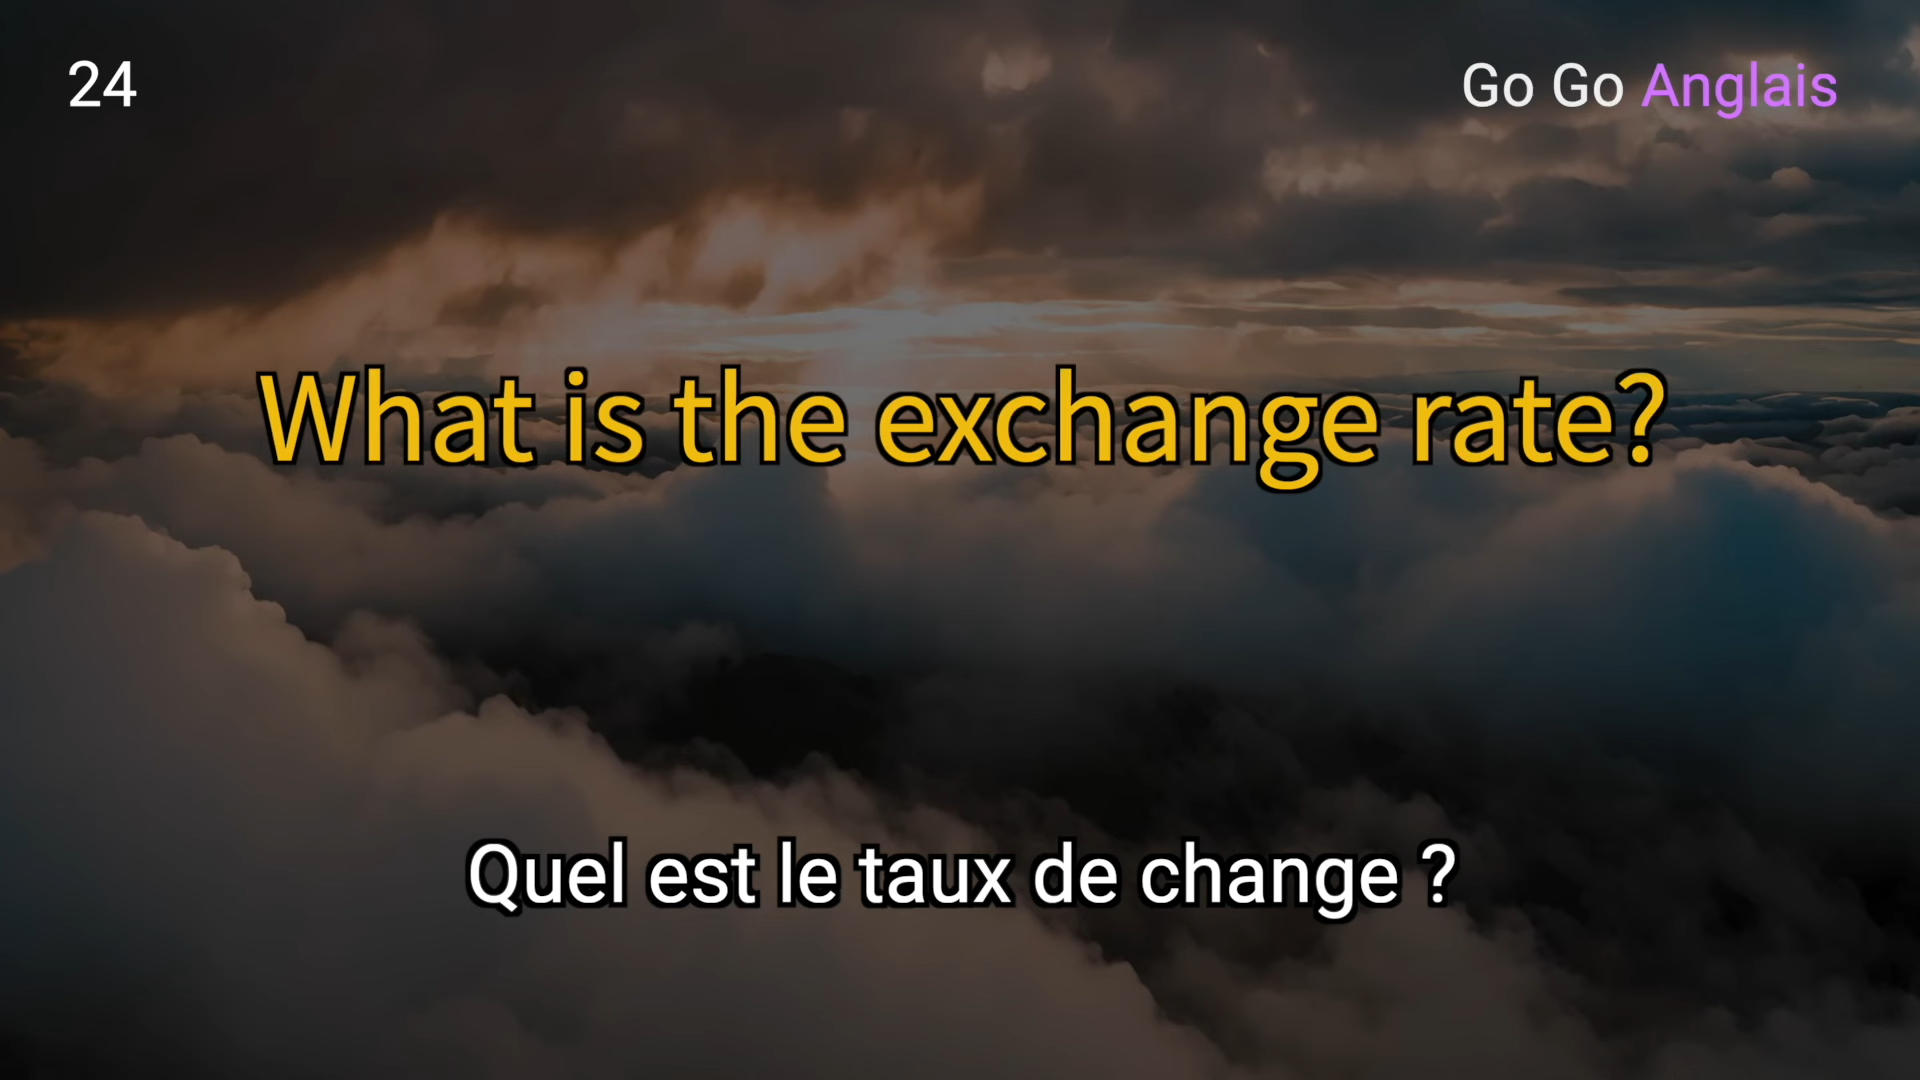 24
Go Go Anglais
What is the exchange rate?
Quel est le taux de change ?